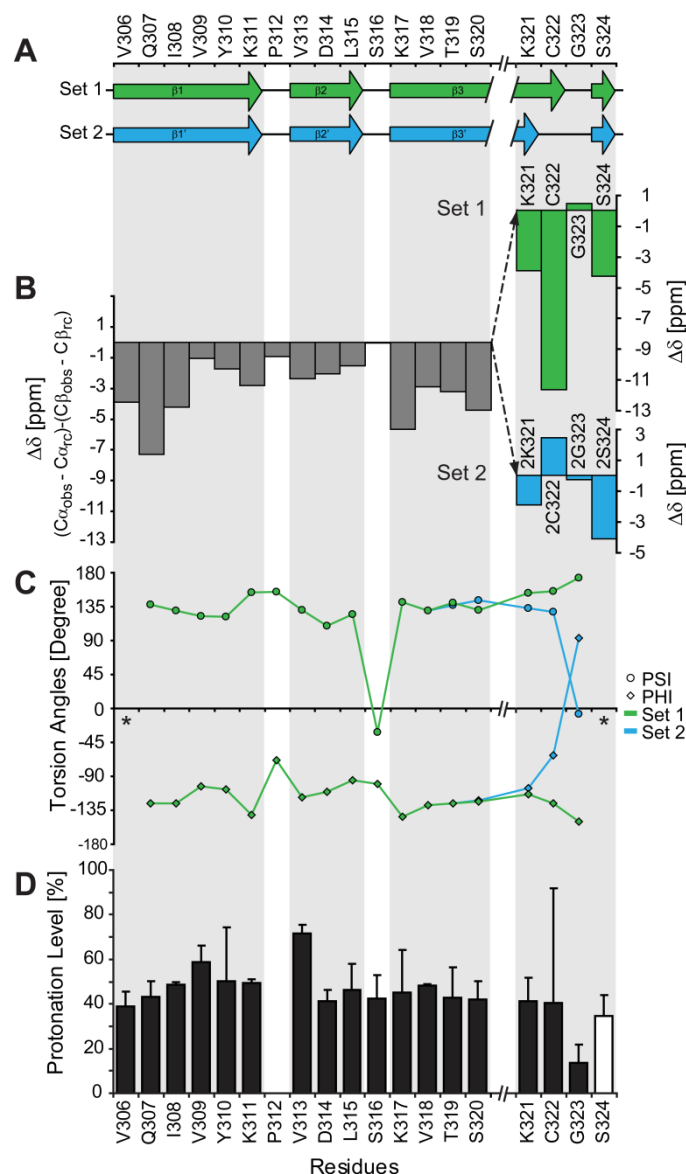 V306 Q307 I308 V309 Y310 K311 P312 V313 D314 L315 S316 K317 V318 T319 S320 K321 C322 G323 S324
A
Set 1 β1 β2 β3
Set 2 β1' β2' β3'
K321 C322 G323 S324
Set 1
1
-1
-3
-5
-7
-9
-11
-13
Δδ [ppm]
B
Δδ [ppm]
(Cαobs - Cαrc)-(Cβobs - Cβrc)
1
-1
-3
-5
-7
-9
-11
-13
Set 2
2K321 2C322 2G323 2S324
3
1
-1
-3
-5
Δδ [ppm]
C
Torsion Angles [Degree]
180
135
90
45
0
-45
-90
-135
-180
* *
PSI
PHI
Set 1
Set 2
D
Protonation Level [%]
100
80
60
40
20
0
V306 Q307 I308 V309 Y310 K311 P312 V313 D314 L315 S316 K317 V318 T319 S320 K321 C322 G323 S324
Residues